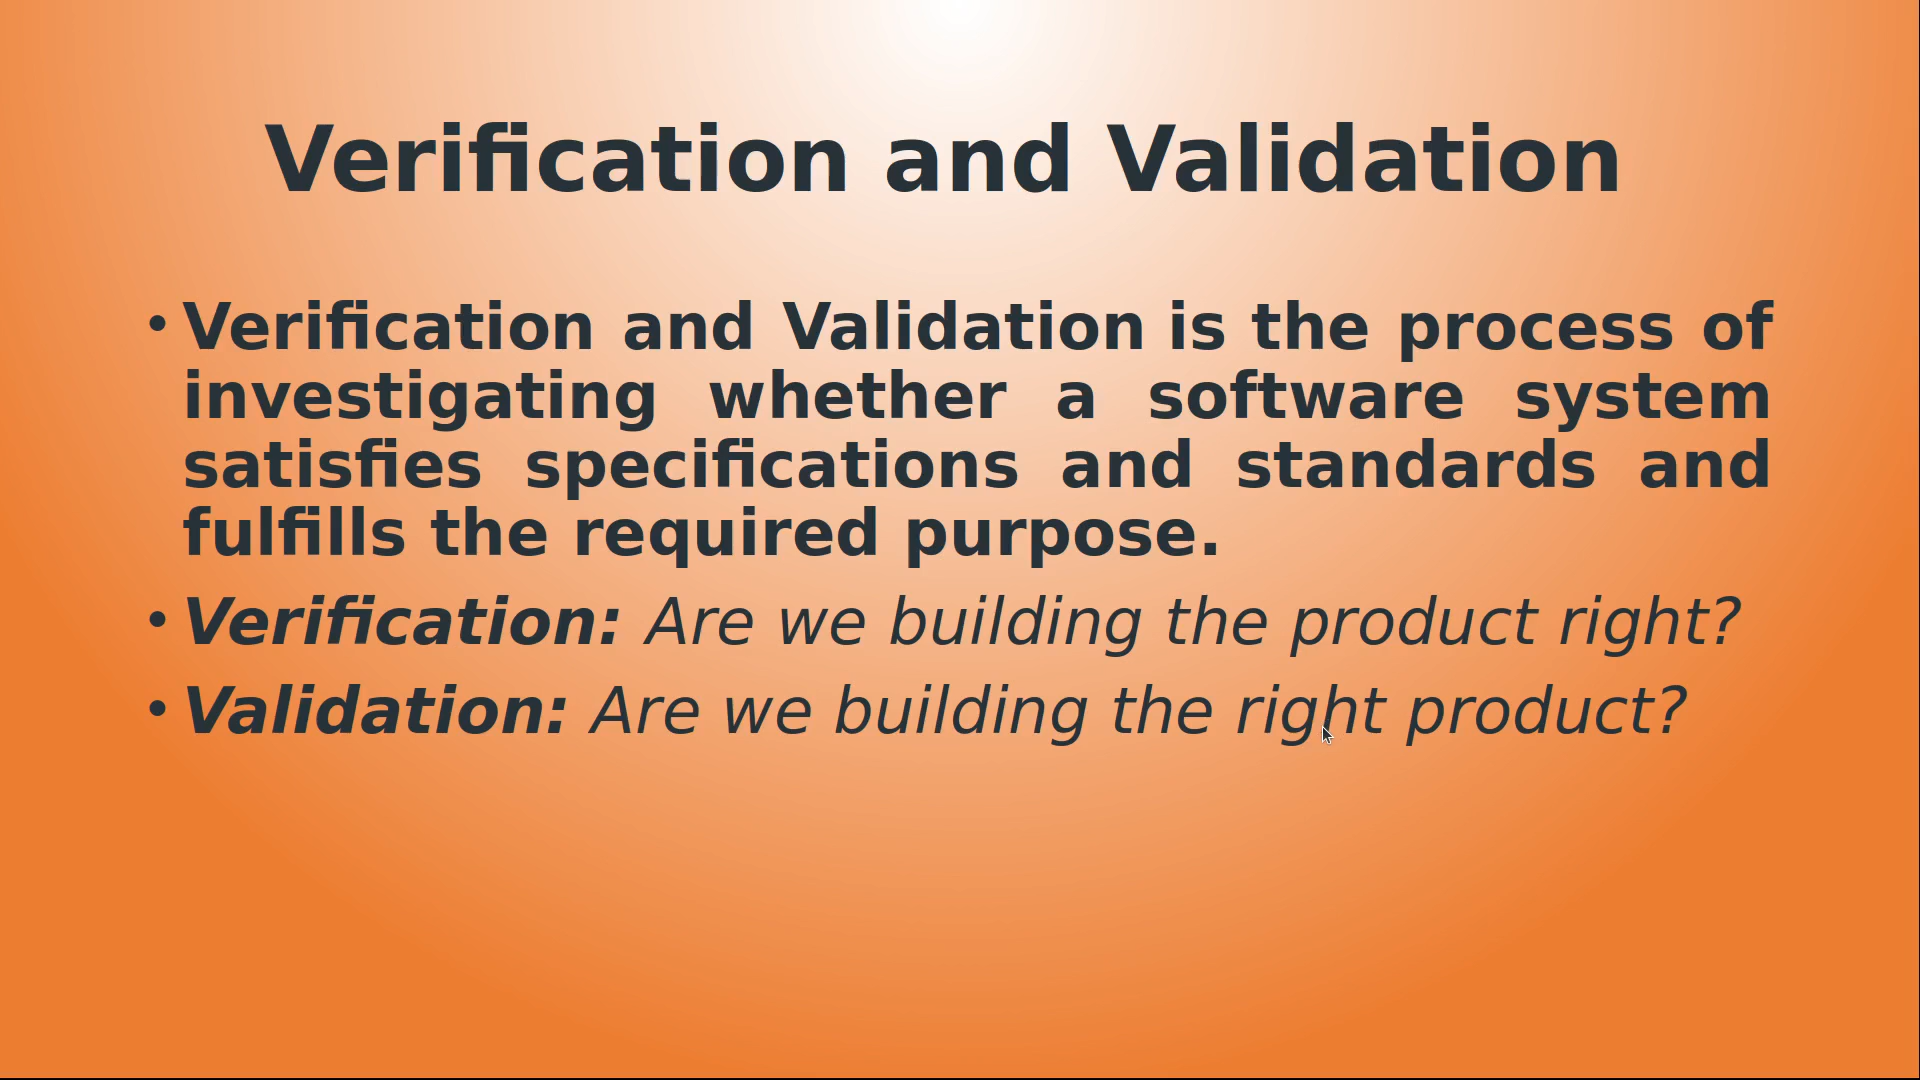 Verification and Validation
• Verification and Validation is the process of
investigating whether a software system
satisfies specifications and standards and
fulfills the required purpose.
• Verification: Are we building the product right?
• Validation: Are we building the right product?